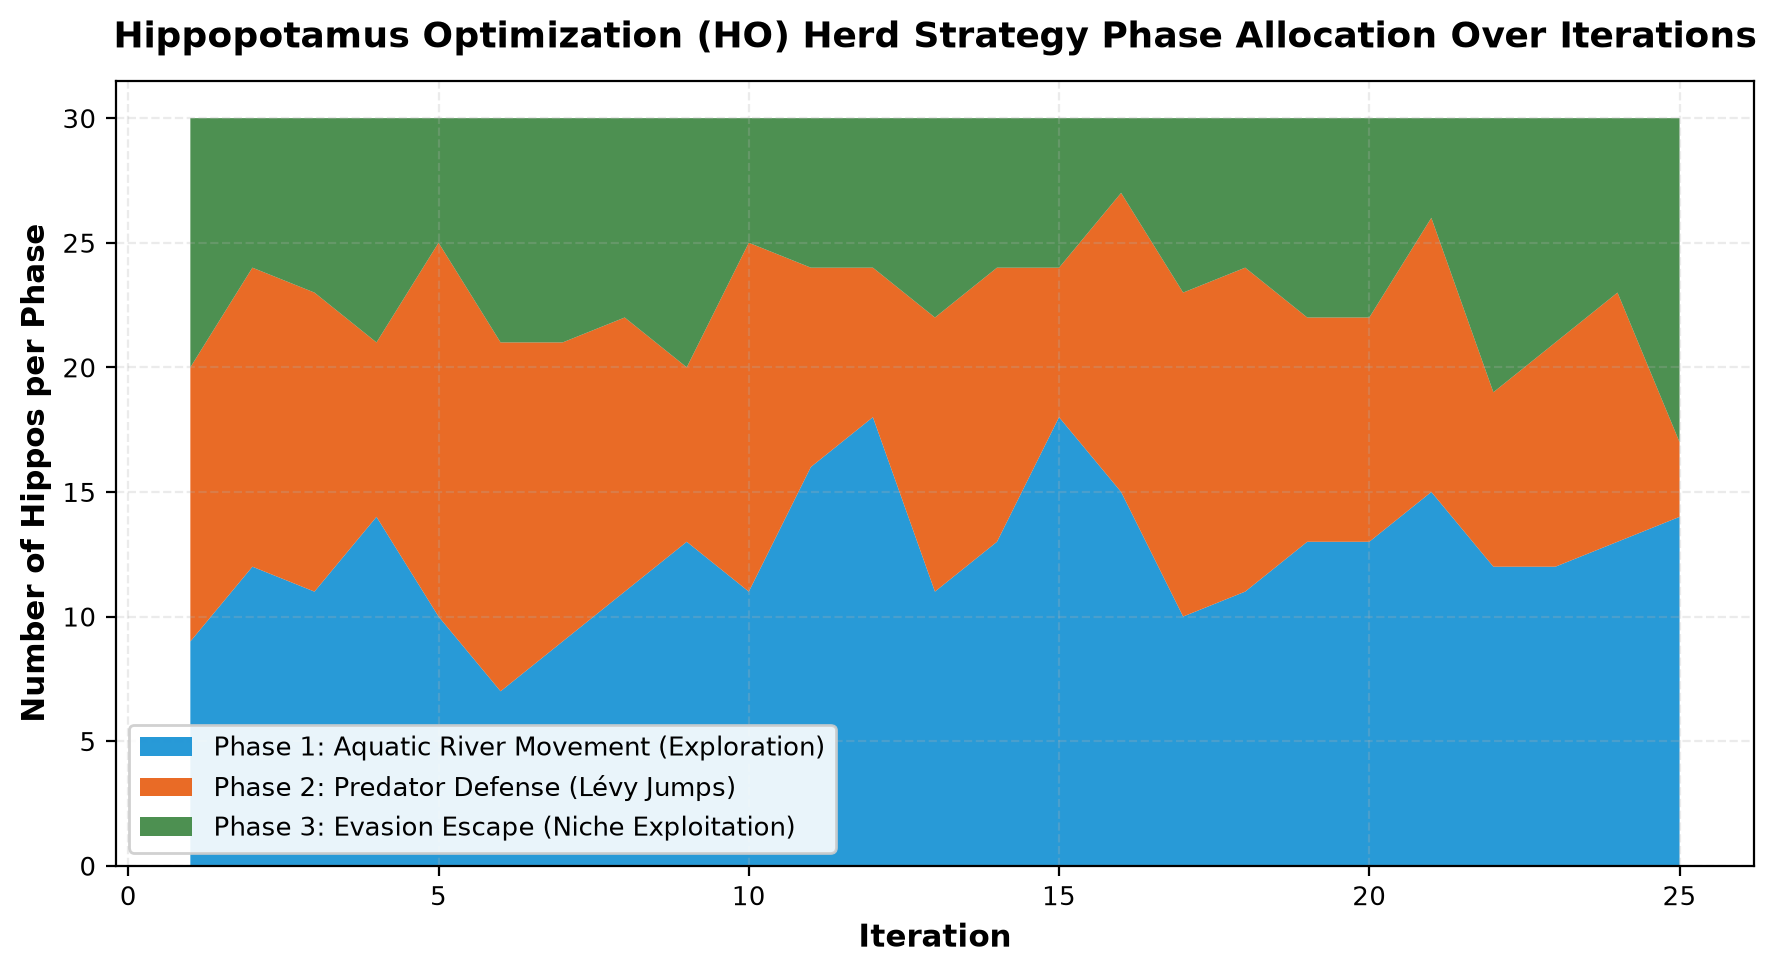 Hippopotamus Optimization (HO) Herd Strategy Phase Allocation Over Iterations
Number of Hippos per Phase
30
25
20
15
10
5
0
Phase 1: Aquatic River Movement (Exploration)
Phase 2: Predator Defense (Lévy Jumps)
Phase 3: Evasion Escape (Niche Exploitation)
0 5 10 15 20 25
Iteration